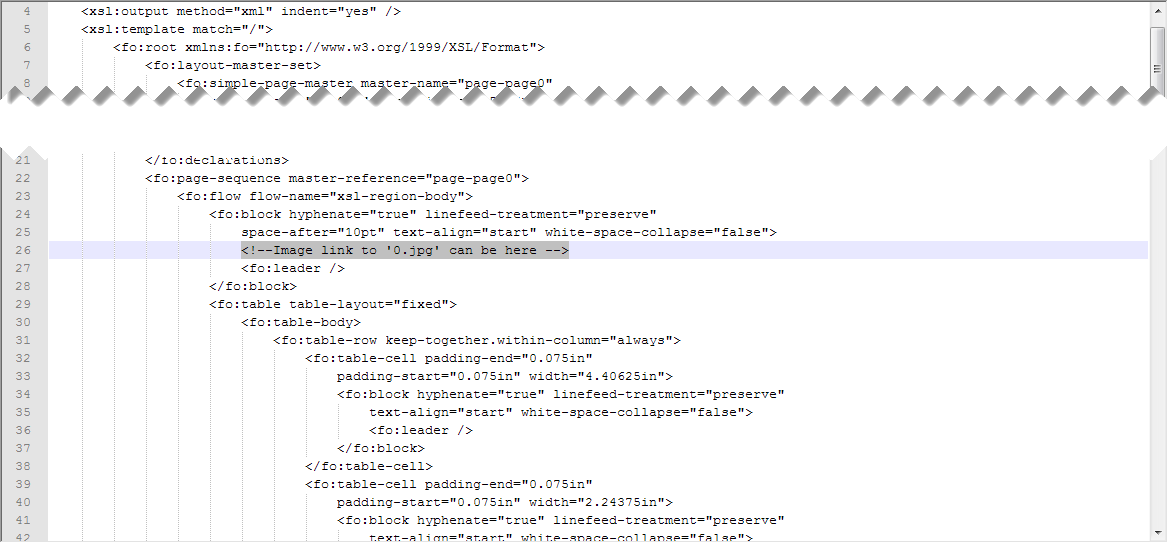 4 <xsl:output method="xml" indent="yes" />
5 <xsl:template match="/">
6 <fo:root xmlns:fo="http://www.w3.org/1999/XSL/Format">
7 <fo:layout-master-set>
8 <fo:simple-page-master master-name="page-page0"
21 </fo:declarations>
22 <fo:page-sequence master-reference="page-page0">
23 <fo:flow flow-name="xsl-region-body">
24 <fo:block hyphenate="true" linefeed-treatment="preserve"
25 space-after="10pt" text-align="start" white-space-collapse="false">
26 <!--Image link to '0.jpg' can be here -->
27 <fo:leader />
28 </fo:block>
29 <fo:table table-layout="fixed">
30 <fo:table-body>
31 <fo:table-row keep-together.within-column="always">
32 <fo:table-cell padding-end="0.075in"
33 padding-start="0.075in" width="4.40625in">
34 <fo:block hyphenate="true" linefeed-treatment="preserve"
35 text-align="start" white-space-collapse="false">
36 <fo:leader />
37 </fo:block>
38 </fo:table-cell>
39 <fo:table-cell padding-end="0.075in"
40 padding-start="0.075in" width="2.24375in">
41 <fo:block hyphenate="true" linefeed-treatment="preserve"
42 text-align="start" white-space-collapse="false">